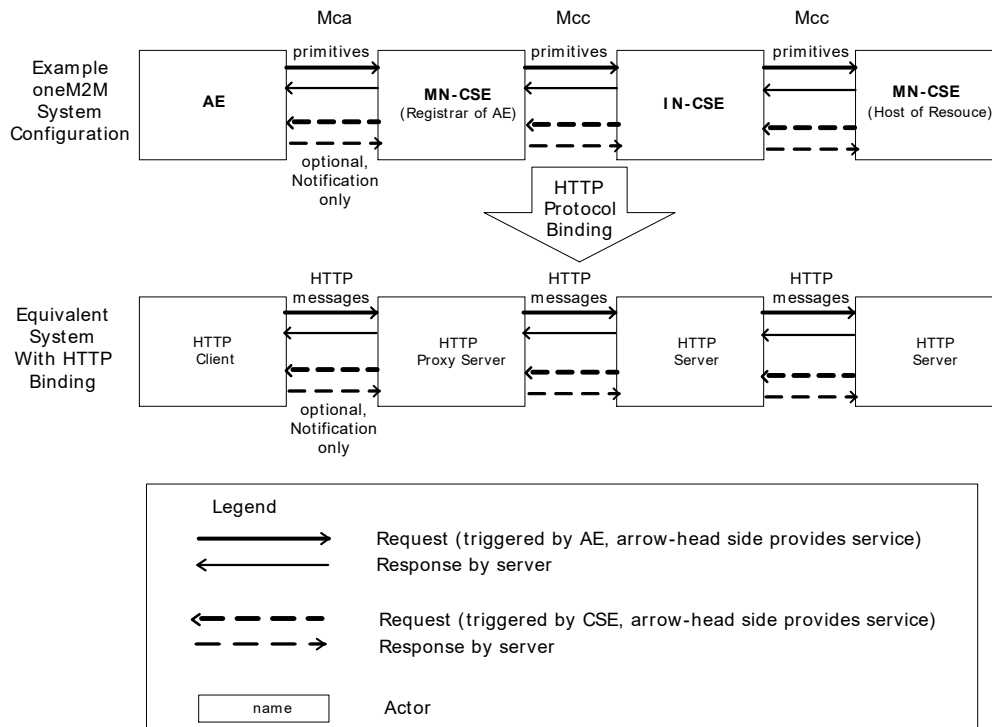 Mca
Mcc
Mcc
Example
oneM2M
System
Configuration
primitives
primitives
primitives
AE
MN-CSE
(Registrar of AE)
IN-CSE
MN-CSE
(Host of Resouce)
optional,
Notification
only
HTTP
Protocol
Binding
Equivalent
System
With HTTP
Binding
HTTP
messages
HTTP
messages
HTTP
messages
HTTP
Client
HTTP
Proxy Server
HTTP
Server
HTTP
Server
optional,
Notification
only
Legend
Request (triggered by AE, arrow-head side provides service)
Response by server
Request (triggered by CSE, arrow-head side provides service)
Response by server
name
Actor